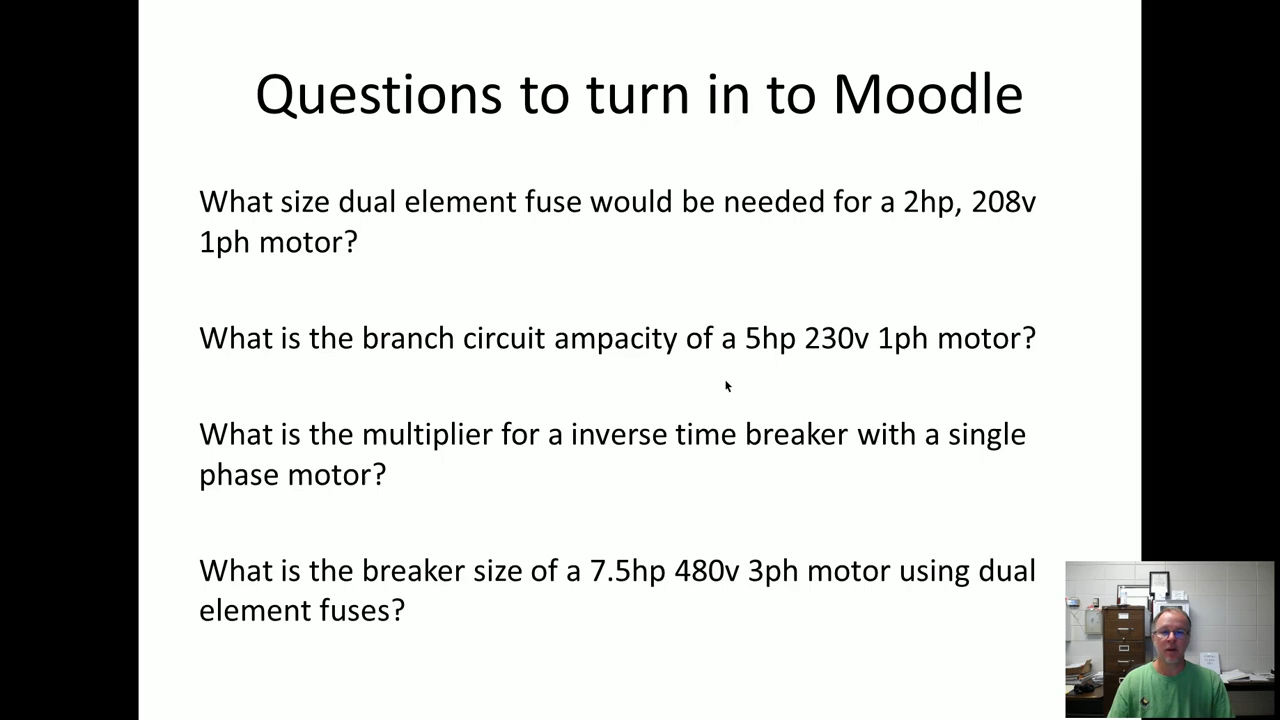 Questions to turn in to Moodle
What size dual element fuse would be needed for a 2hp, 208v
1ph motor?
What is the branch circuit ampacity of a 5hp 230v 1ph motor?
What is the multiplier for a inverse time breaker with a single
phase motor?
What is the breaker size of a 7.5hp 480v 3ph motor using dual
element fuses?